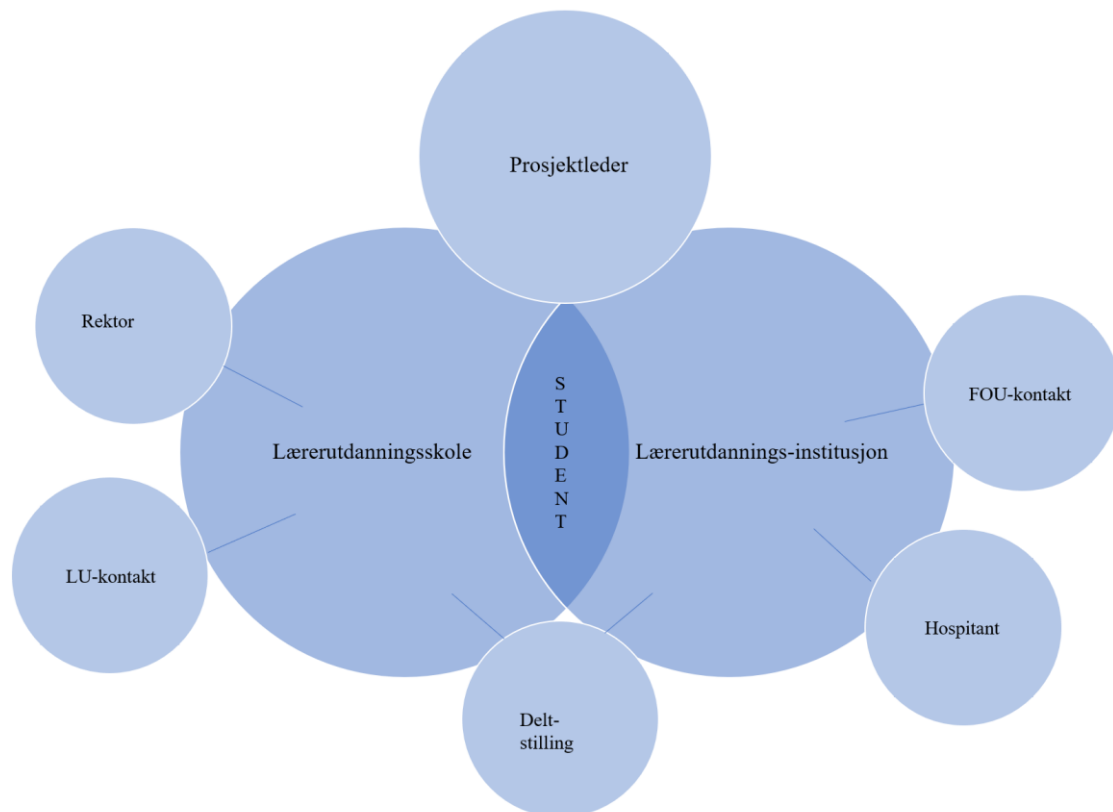 Prosjektleder
Rektor
FOU-kontakt
S
T
U
D
E
N
T
Lærerutdanningsskole
Lærerutdannings-institusjon
LU-kontakt
Hospitant
Delt-
stilling